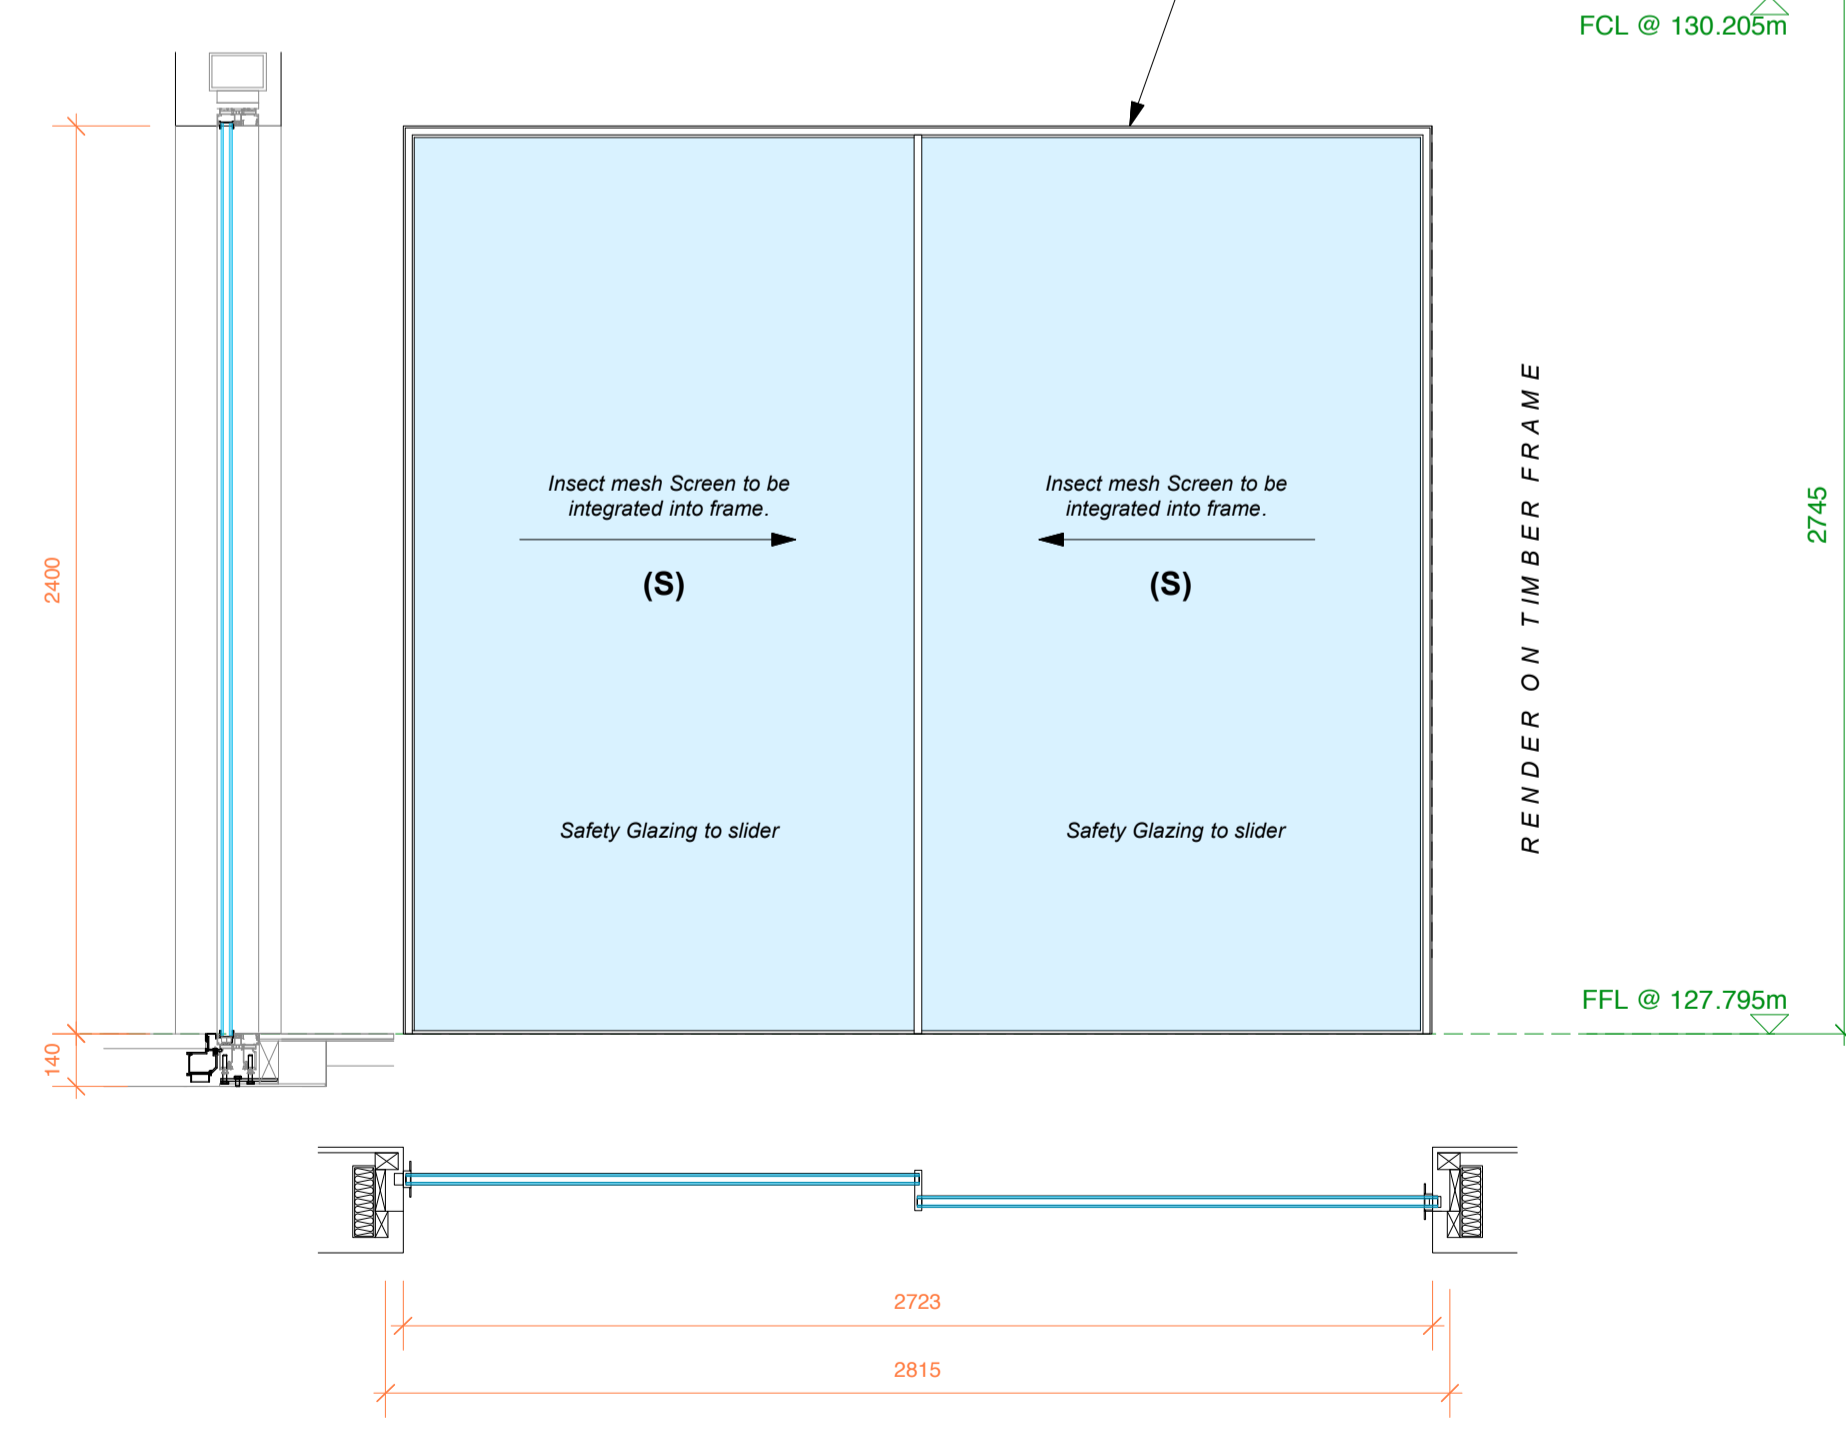 FCL @ 130.205m
Insect mesh Screen to be
integrated into frame.
(S)
Safety Glazing to slider
Insect mesh Screen to be
integrated into frame.
(S)
Safety Glazing to slider
RENDER ON TIMBER FRAME
2745
2400
FFL @ 127.795m
140
2723
2815